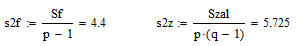 s2f := Sf / (p − 1) = 4.4
s2z := Szal / (p·(q − 1)) = 5.725